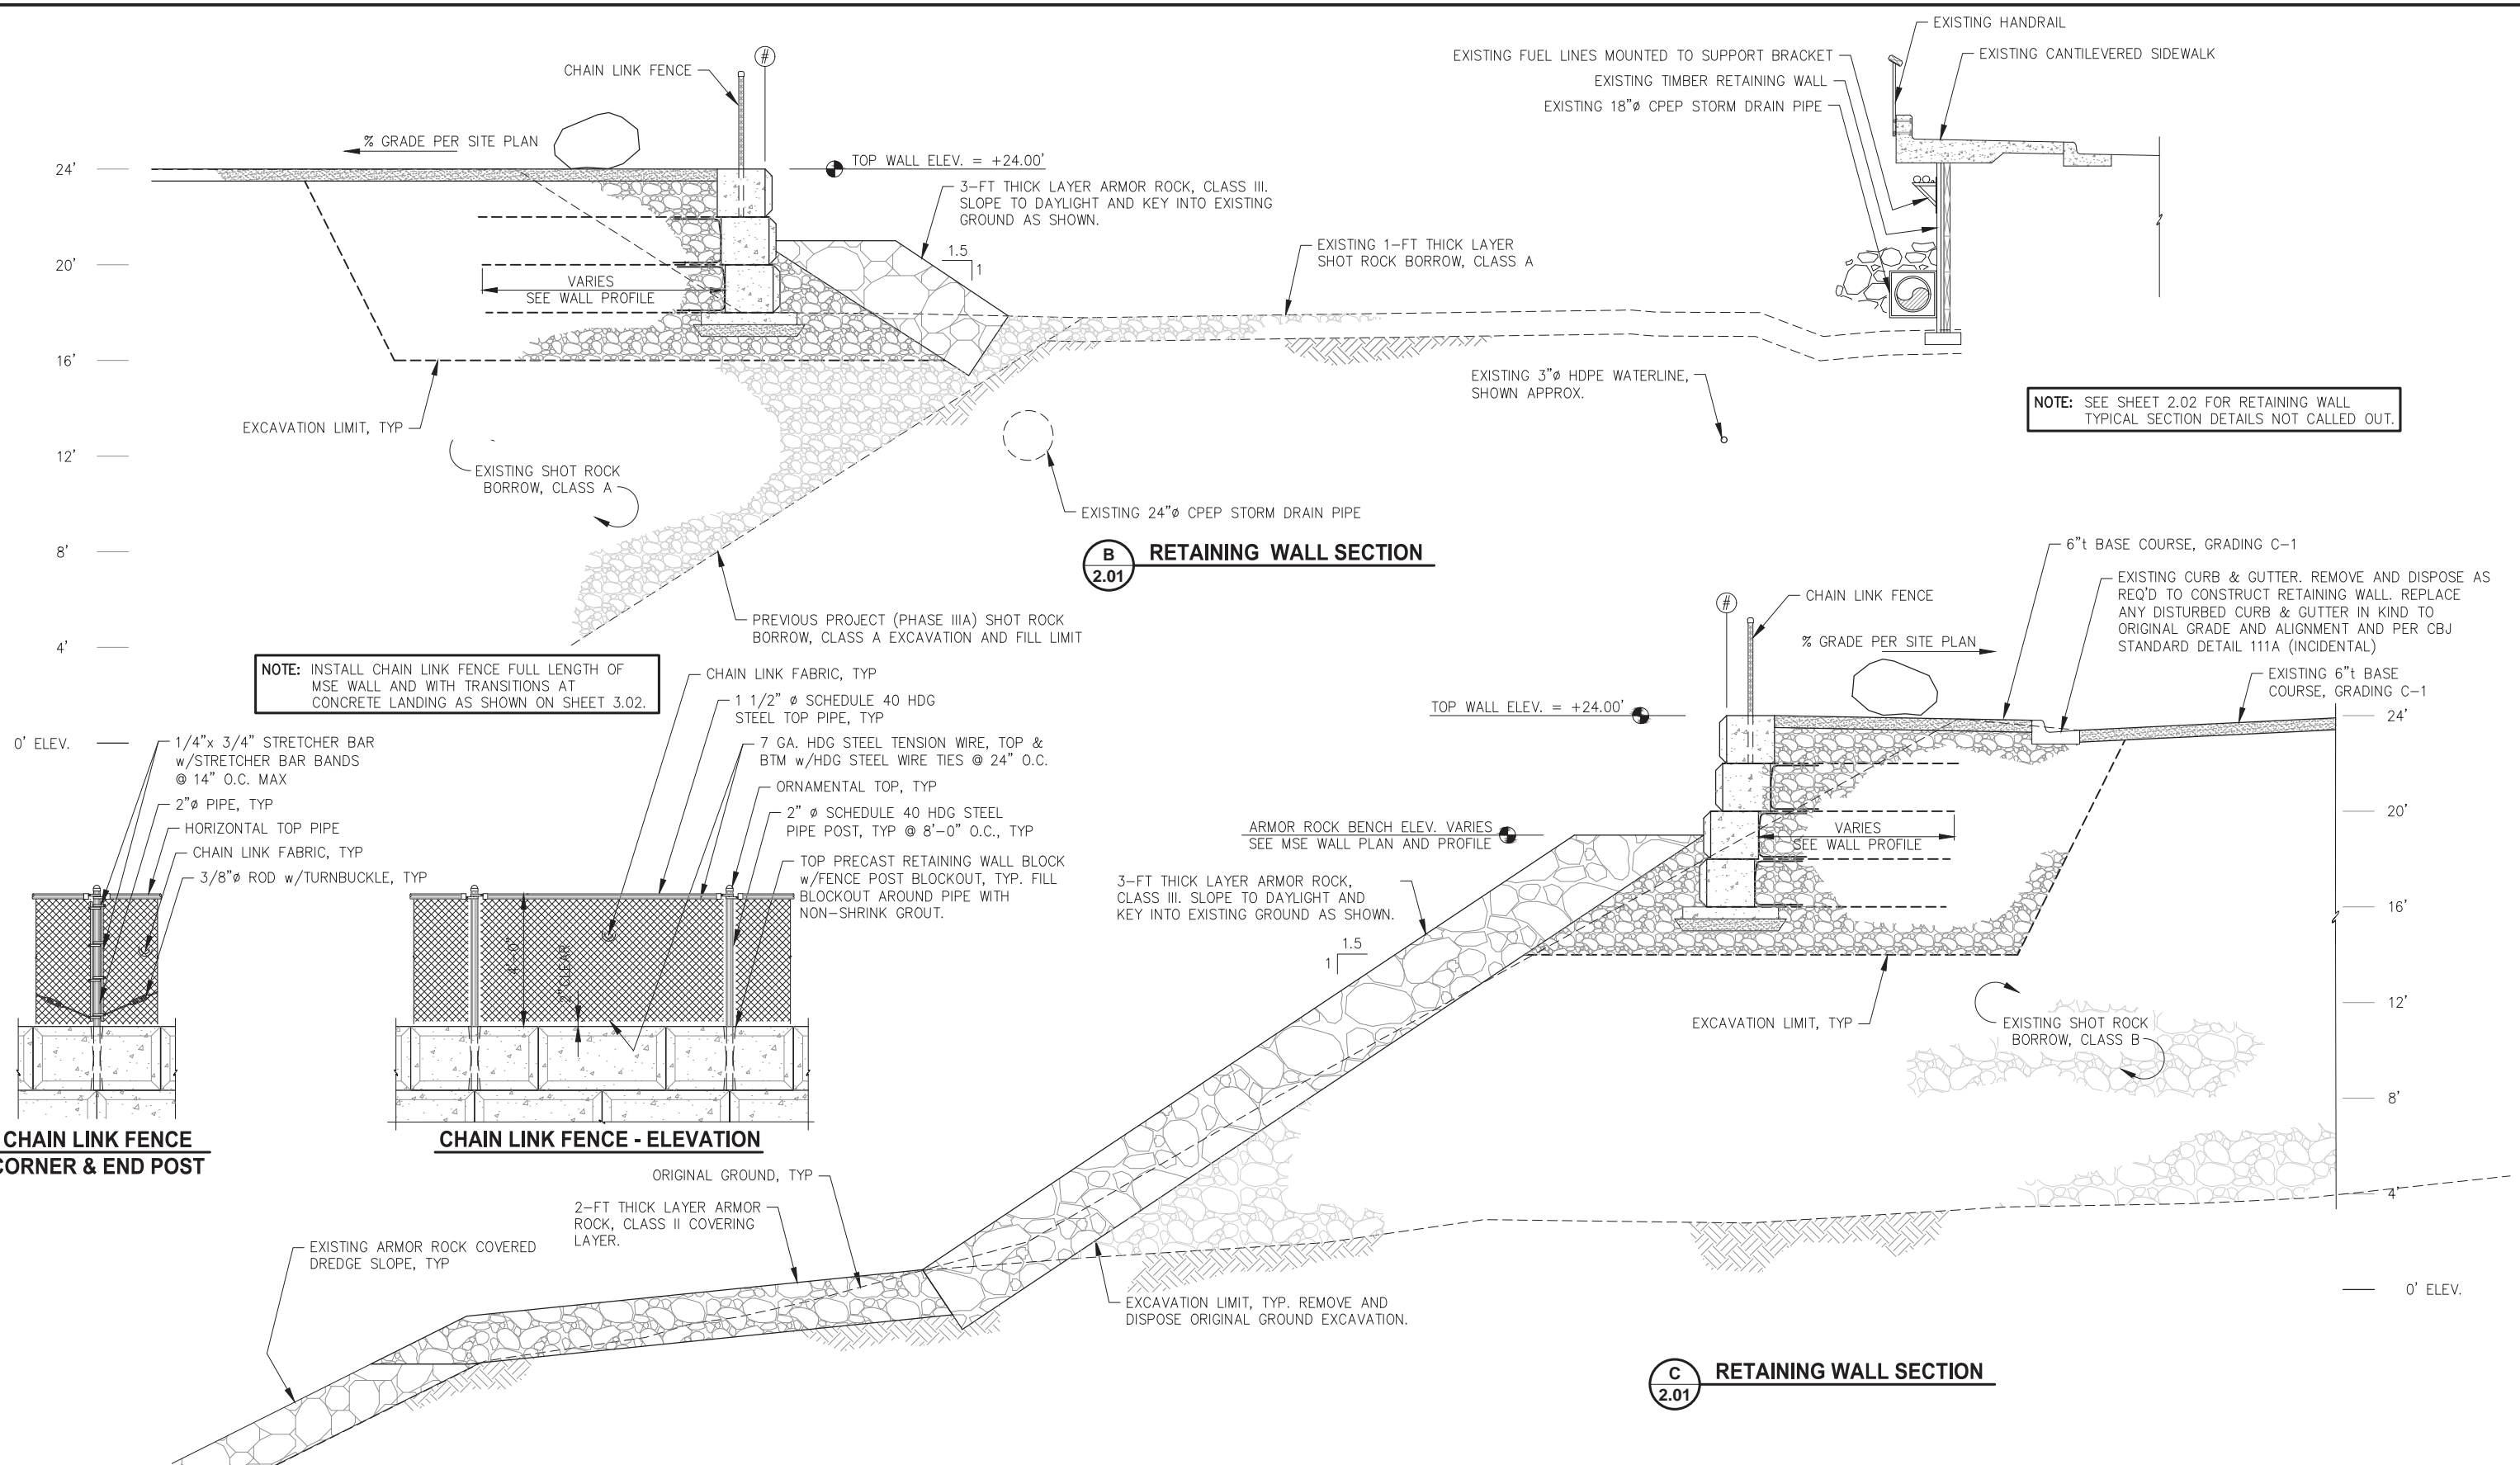 EXISTING HANDRAIL
EXISTING FUEL LINES MOUNTED TO SUPPORT BRACKET
EXISTING CANTILEVERED SIDEWALK
EXISTING TIMBER RETAINING WALL
EXISTING 18"ø CPEP STORM DRAIN PIPE
#
CHAIN LINK FENCE
% GRADE PER SITE PLAN
24'
20'
16'
12'
8'
4'
0' ELEV.
TOP WALL ELEV. = +24.00'
3-FT THICK LAYER ARMOR ROCK, CLASS III.
SLOPE TO DAYLIGHT AND KEY INTO EXISTING
GROUND AS SHOWN.
1.5
1
EXISTING 1-FT THICK LAYER
SHOT ROCK BORROW, CLASS A
VARIES
SEE WALL PROFILE
EXCAVATION LIMIT, TYP
EXISTING 3"ø HDPE WATERLINE,
SHOWN APPROX.
NOTE: SEE SHEET 2.02 FOR RETAINING WALL
TYPICAL SECTION DETAILS NOT CALLED OUT.
EXISTING SHOT ROCK
BORROW, CLASS A
EXISTING 24"ø CPEP STORM DRAIN PIPE
B
2.01
RETAINING WALL SECTION
PREVIOUS PROJECT (PHASE IIIA) SHOT ROCK
BORROW, CLASS A EXCAVATION AND FILL LIMIT
NOTE: INSTALL CHAIN LINK FENCE FULL LENGTH OF
MSE WALL AND WITH TRANSITIONS AT
CONCRETE LANDING AS SHOWN ON SHEET 3.02.
1/4"x 3/4" STRETCHER BAR
w/STRETCHER BAR BANDS
@ 14" O.C. MAX
2"ø PIPE, TYP
HORIZONTAL TOP PIPE
CHAIN LINK FABRIC, TYP
3/8"ø ROD w/TURNBUCKLE, TYP
CHAIN LINK FENCE
CORNER & END POST
CHAIN LINK FABRIC, TYP
1 1/2" ø SCHEDULE 40 HDG
STEEL TOP PIPE, TYP
7 GA. HDG STEEL TENSION WIRE, TOP &
BTM w/HDG STEEL WIRE TIES @ 24" O.C.
ORNAMENTAL TOP, TYP
2" ø SCHEDULE 40 HDG STEEL
PIPE POST, TYP @ 8'-0" O.C., TYP
TOP PRECAST RETAINING WALL BLOCK
w/FENCE POST BLOCKOUT, TYP. FILL
BLOCKOUT AROUND PIPE WITH
NON-SHRINK GROUT.
4'-0"
2" CLEAR
CHAIN LINK FENCE - ELEVATION
6"t BASE COURSE, GRADING C-1
EXISTING CURB & GUTTER. REMOVE AND DISPOSE AS
REQ'D TO CONSTRUCT RETAINING WALL. REPLACE
ANY DISTURBED CURB & GUTTER IN KIND TO
ORIGINAL GRADE AND ALIGNMENT AND PER CBJ
STANDARD DETAIL 111A (INCIDENTAL)
EXISTING 6"t BASE
COURSE, GRADING C-1
#
CHAIN LINK FENCE
% GRADE PER SITE PLAN
TOP WALL ELEV. = +24.00'
24'
20'
16'
12'
8'
4'
0' ELEV.
ARMOR ROCK BENCH ELEV. VARIES
SEE MSE WALL PLAN AND PROFILE
VARIES
SEE WALL PROFILE
3-FT THICK LAYER ARMOR ROCK,
CLASS III. SLOPE TO DAYLIGHT AND
KEY INTO EXISTING GROUND AS SHOWN.
1.5
1
EXCAVATION LIMIT, TYP
EXISTING SHOT ROCK
BORROW, CLASS B
ORIGINAL GROUND, TYP
2-FT THICK LAYER ARMOR
ROCK, CLASS II COVERING
LAYER.
EXISTING ARMOR ROCK COVERED
DREDGE SLOPE, TYP
EXCAVATION LIMIT, TYP. REMOVE AND
DISPOSE ORIGINAL GROUND EXCAVATION.
C
2.01
RETAINING WALL SECTION